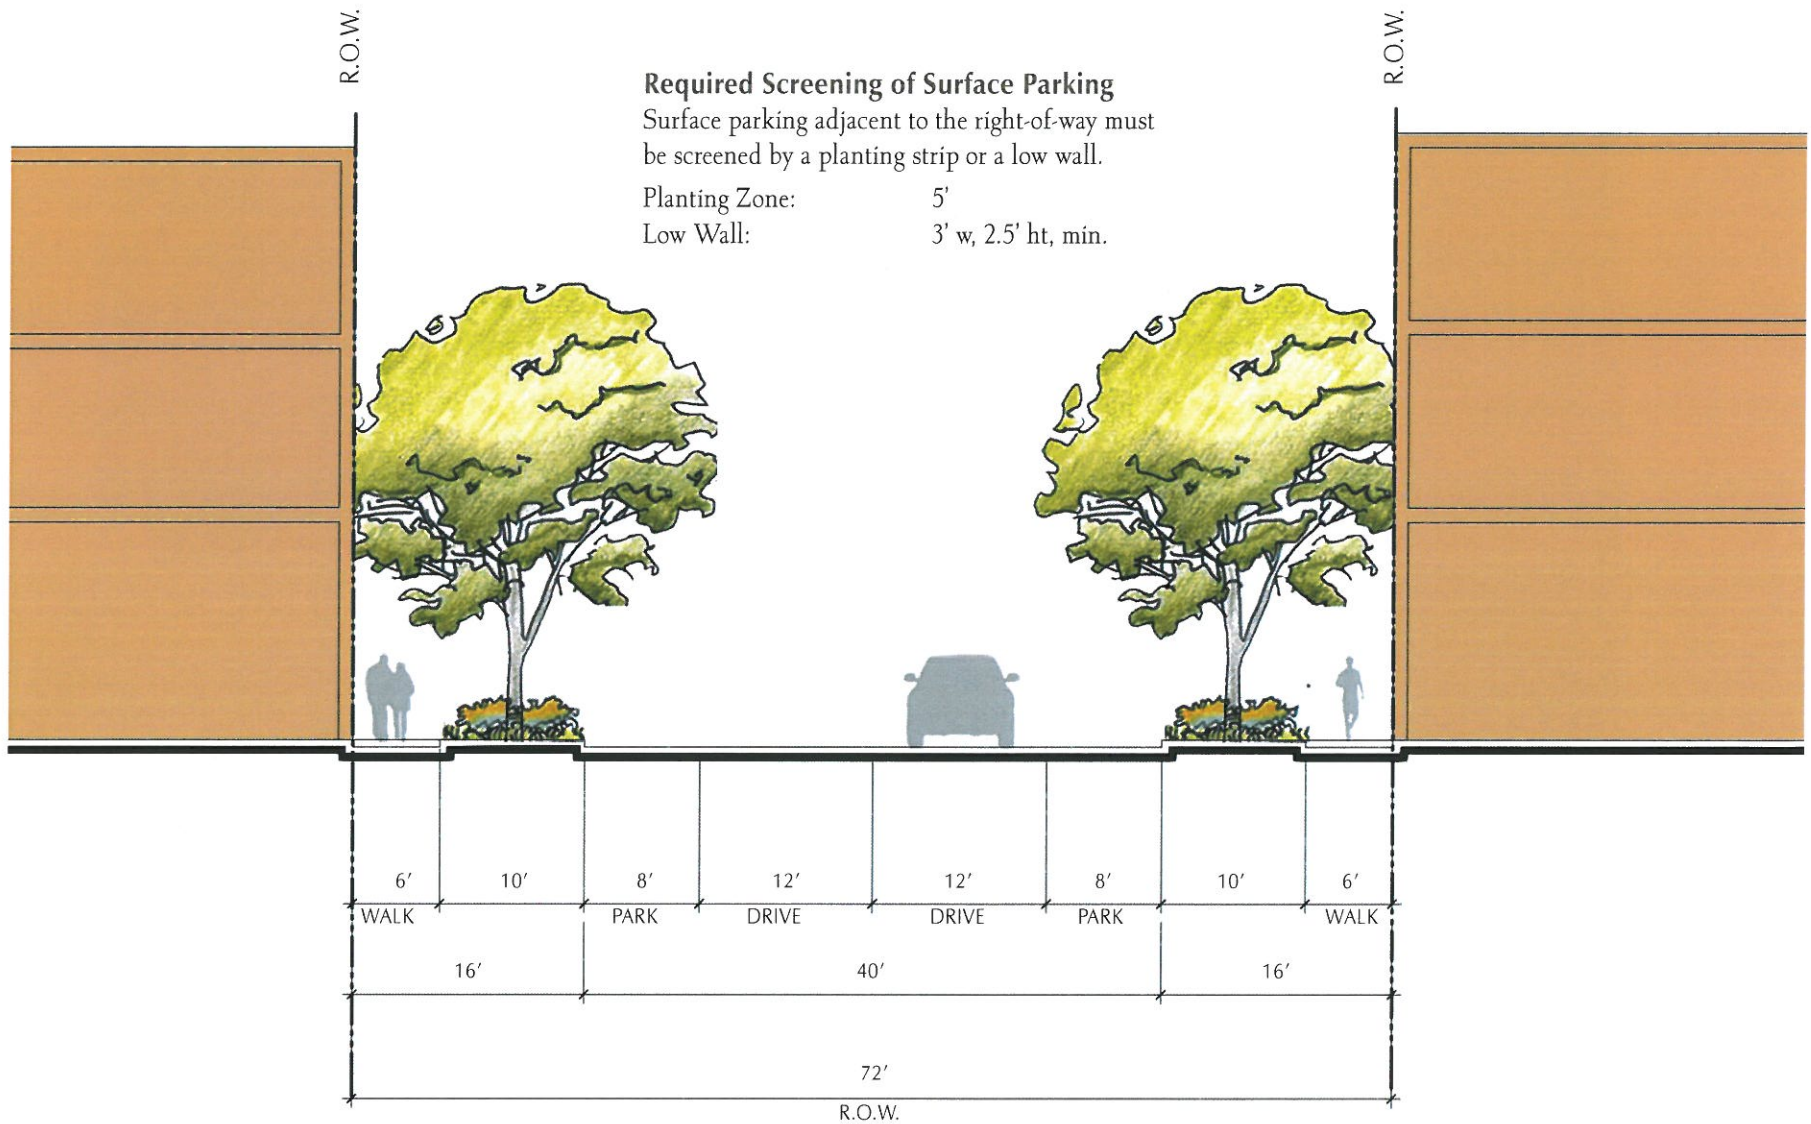 R.O.W.
R.O.W.
Required Screening of Surface Parking
Surface parking adjacent to the right-of-way must
be screened by a planting strip or a low wall.
Planting Zone: 5'
Low Wall: 3' w, 2.5' ht, min.
6' 10' 8' 12' 12' 8' 10' 6'
WALK PARK DRIVE DRIVE PARK WALK
16' 40' 16'
72'
R.O.W.